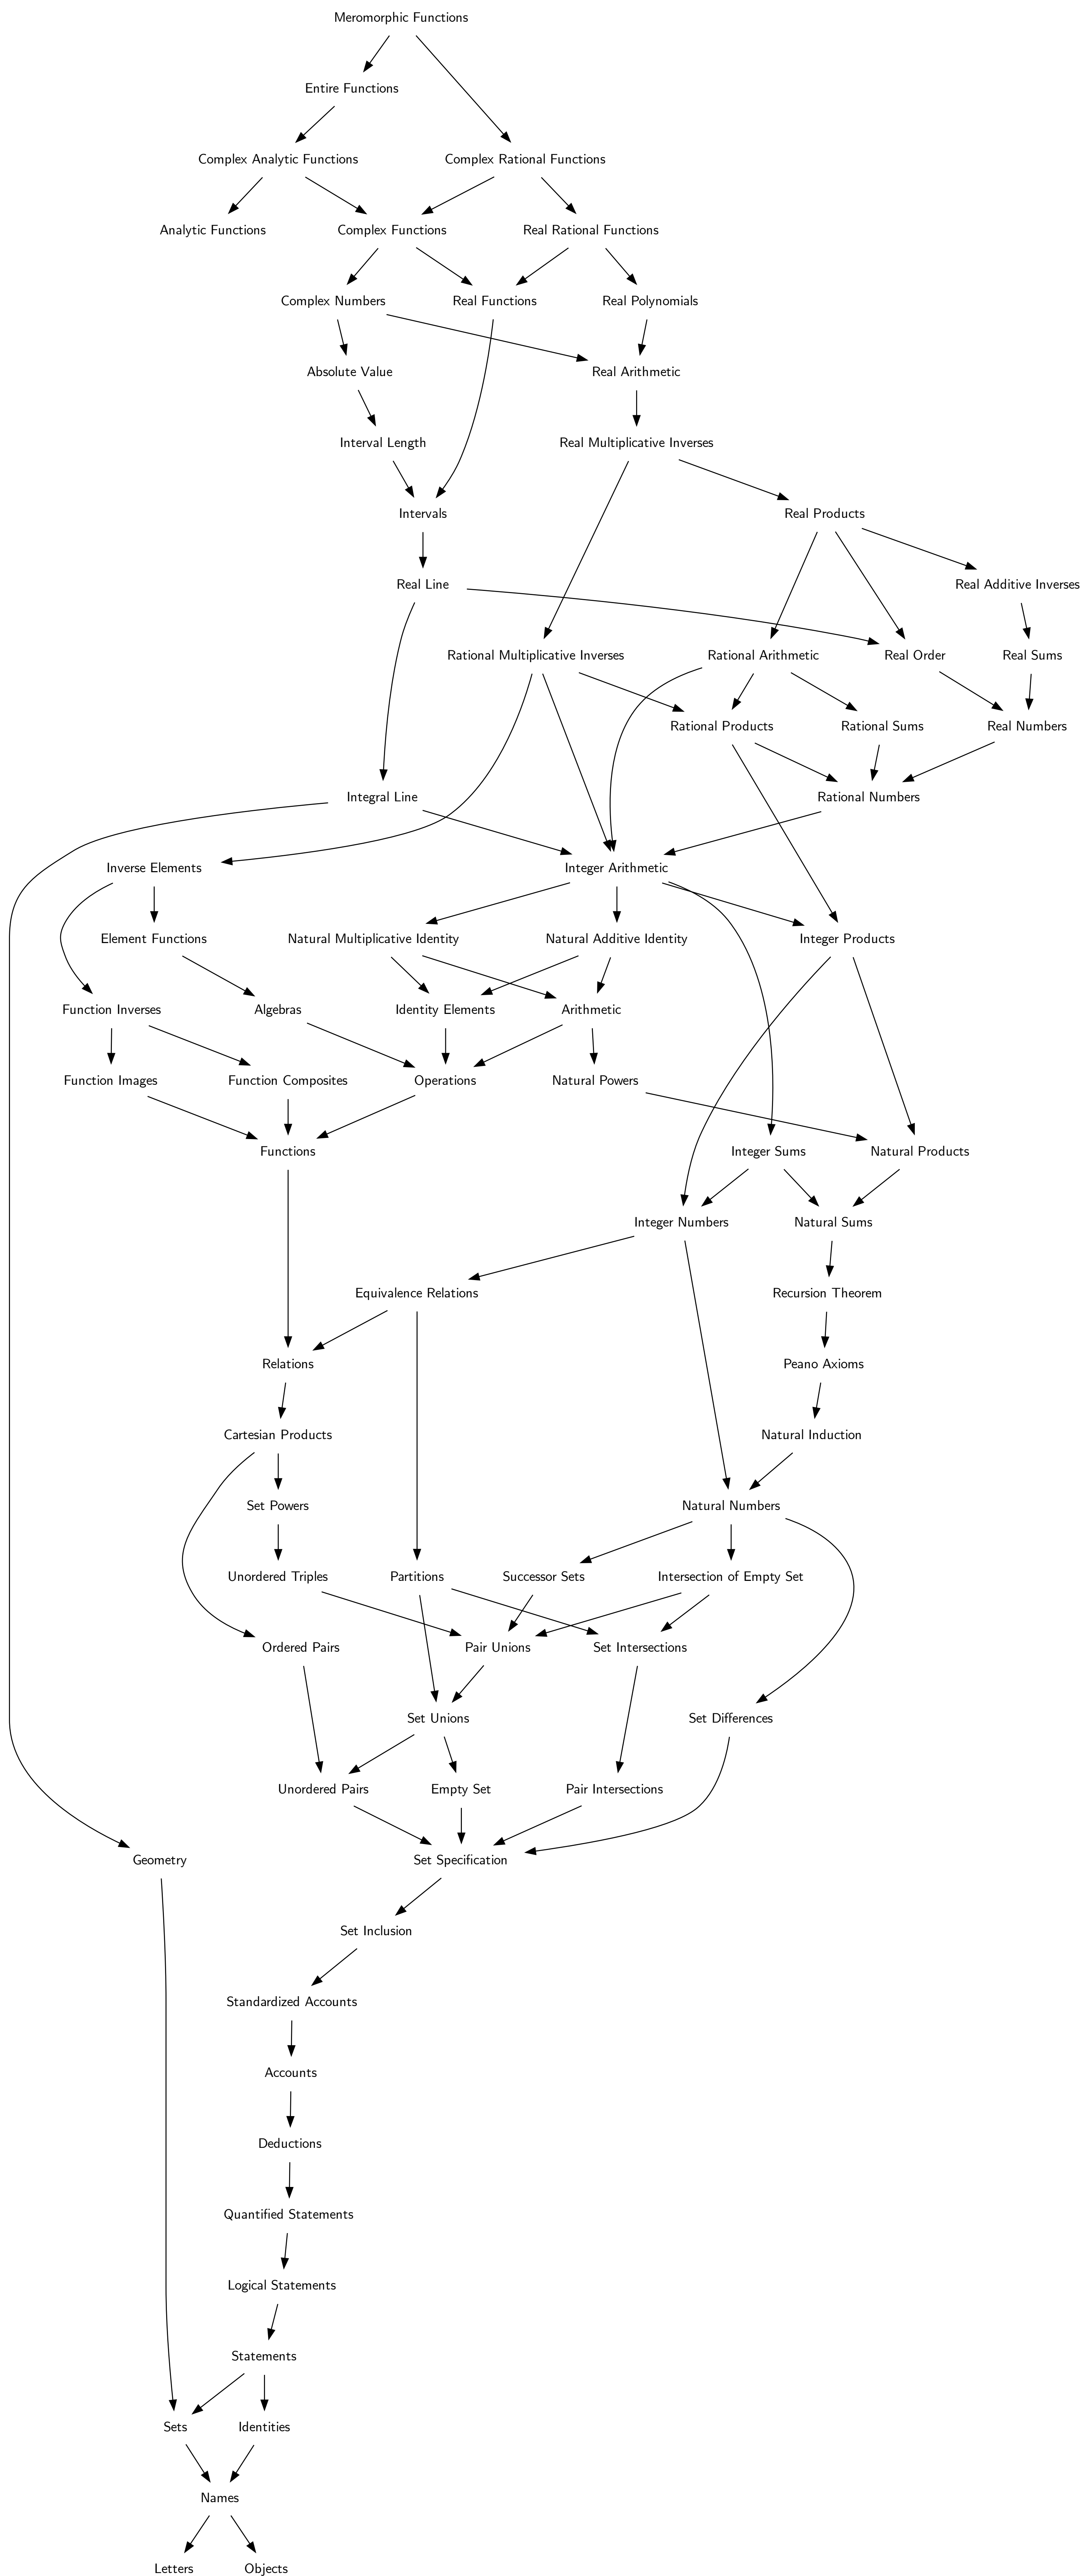 Meromorphic Functions
Entire Functions
Complex Analytic Functions
Complex Rational Functions
Analytic Functions
Complex Functions
Real Rational Functions
Complex Numbers
Real Functions
Real Polynomials
Absolute Value
Real Arithmetic
Interval Length
Real Multiplicative Inverses
Intervals
Real Products
Real Line
Real Additive Inverses
Rational Multiplicative Inverses
Rational Arithmetic
Real Order
Real Sums
Rational Products
Rational Sums
Real Numbers
Integral Line
Rational Numbers
Inverse Elements
Integer Arithmetic
Element Functions
Natural Multiplicative Identity
Natural Additive Identity
Integer Products
Function Inverses
Algebras
Identity Elements
Arithmetic
Function Images
Function Composites
Operations
Natural Powers
Functions
Integer Sums
Natural Products
Integer Numbers
Natural Sums
Equivalence Relations
Recursion Theorem
Relations
Peano Axioms
Cartesian Products
Natural Induction
Set Powers
Natural Numbers
Unordered Triples
Partitions
Successor Sets
Intersection of Empty Set
Ordered Pairs
Pair Unions
Set Intersections
Set Unions
Set Differences
Unordered Pairs
Empty Set
Pair Intersections
Geometry
Set Specification
Set Inclusion
Standardized Accounts
Accounts
Deductions
Quantified Statements
Logical Statements
Statements
Sets
Identities
Names
Letters
Objects